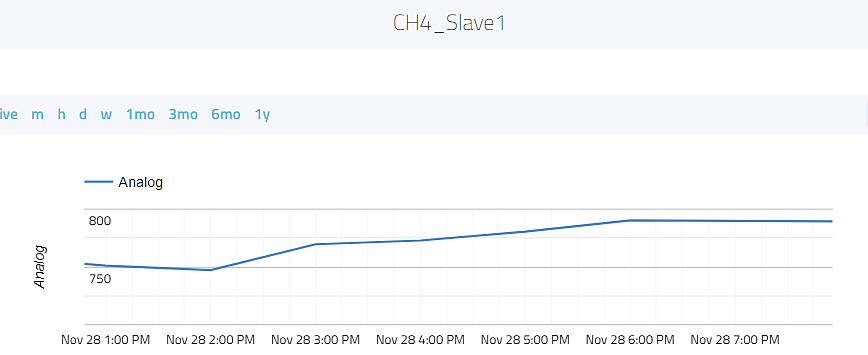 CH4_Slave1
ive m h d w 1mo 3mo 6mo 1y
Analog
800
Analog
750
Nov 28 1:00 PM Nov 28 2:00 PM Nov 28 3:00 PM Nov 28 4:00 PM Nov 28 5:00 PM Nov 28 6:00 PM Nov 28 7:00 PM